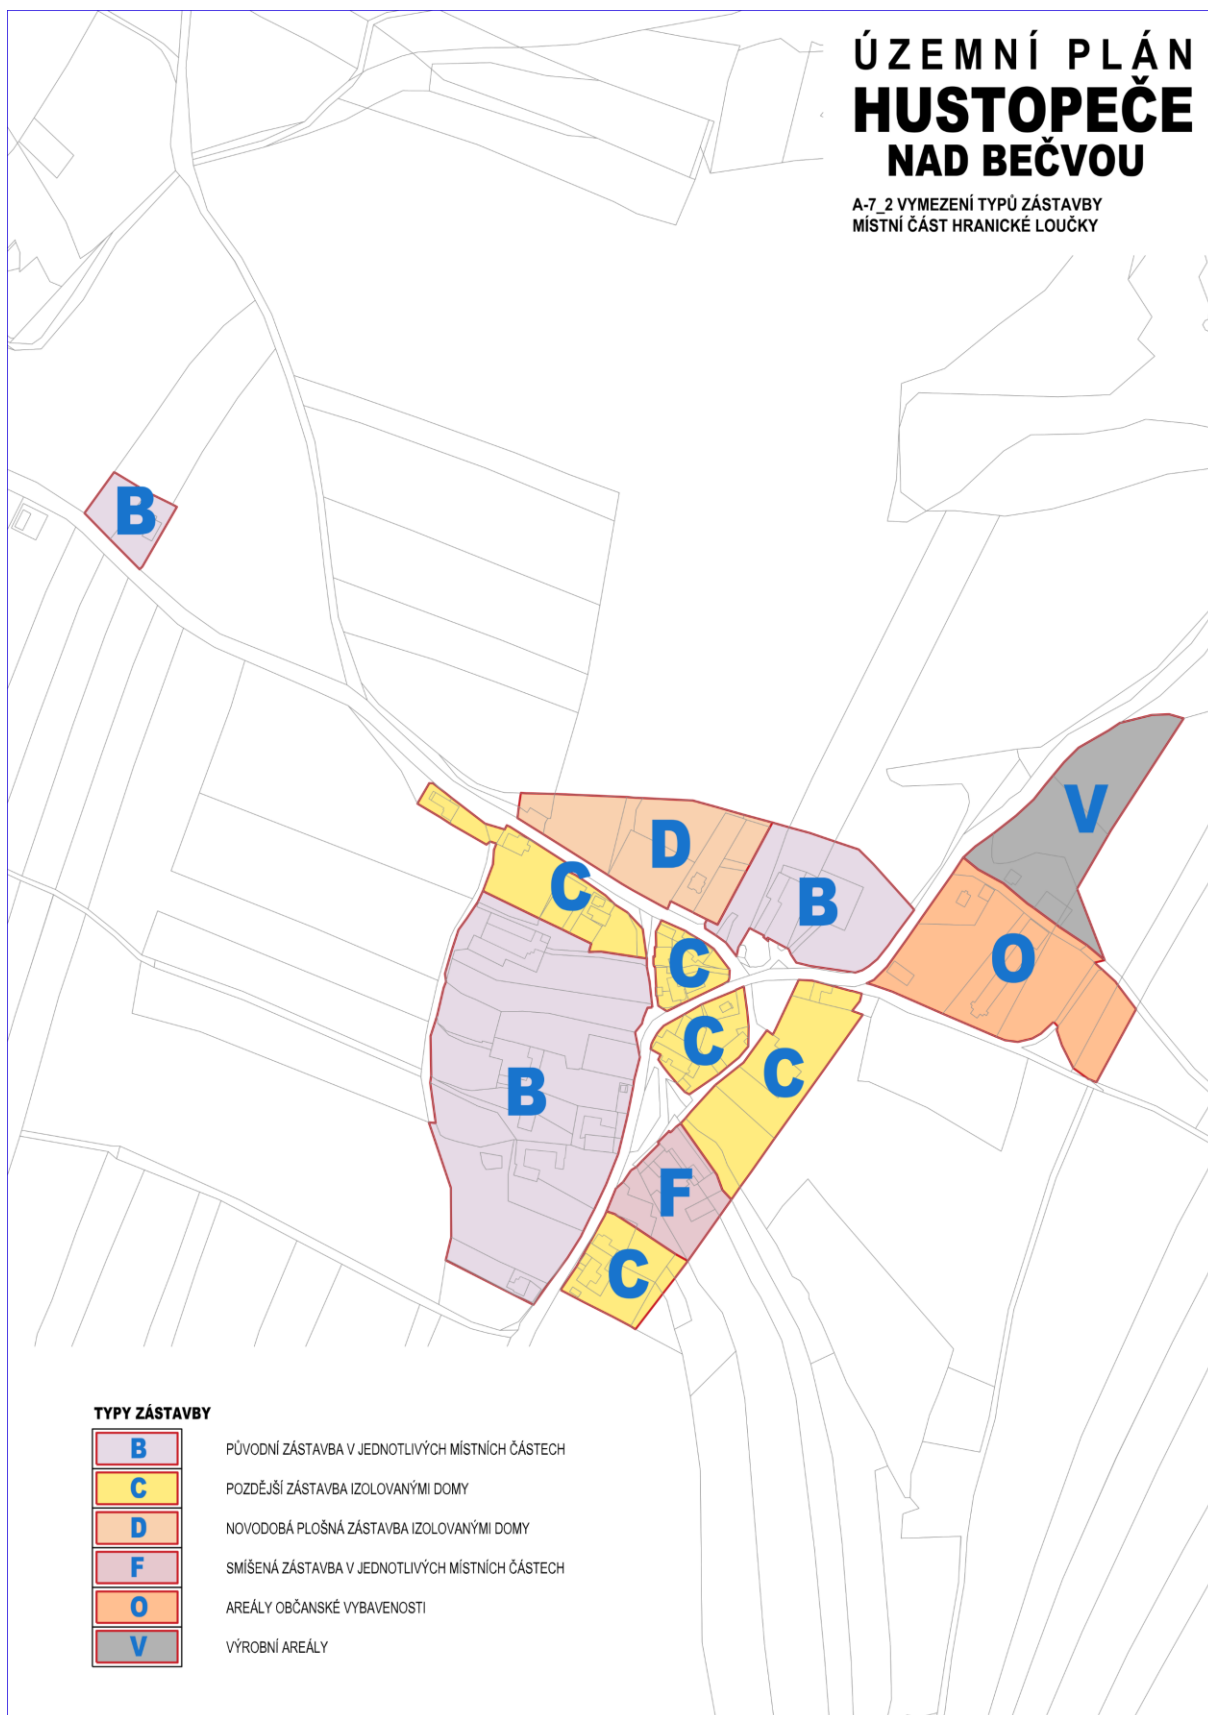 ÚZEMNÍ PLÁN
HUSTOPEČE
NAD BEČVOU
A-7_2 VYMEZENÍ TYPŮ ZÁSTAVBY
MÍSTNÍ ČÁST HRANICKÉ LOUČKY
B
V
D
C
B
C
O
C
C
B
F
C
TYPY ZÁSTAVBY
B PŮVODNÍ ZÁSTAVBA V JEDNOTLIVÝCH MÍSTNÍCH ČÁSTECH
C POZDĚJŠÍ ZÁSTAVBA IZOLOVANÝMI DOMY
D NOVODOBÁ PLOŠNÁ ZÁSTAVBA IZOLOVANÝMI DOMY
F SMÍŠENÁ ZÁSTAVBA V JEDNOTLIVÝCH MÍSTNÍCH ČÁSTECH
O AREÁLY OBČANSKÉ VYBAVENOSTI
V VÝROBNÍ AREÁLY